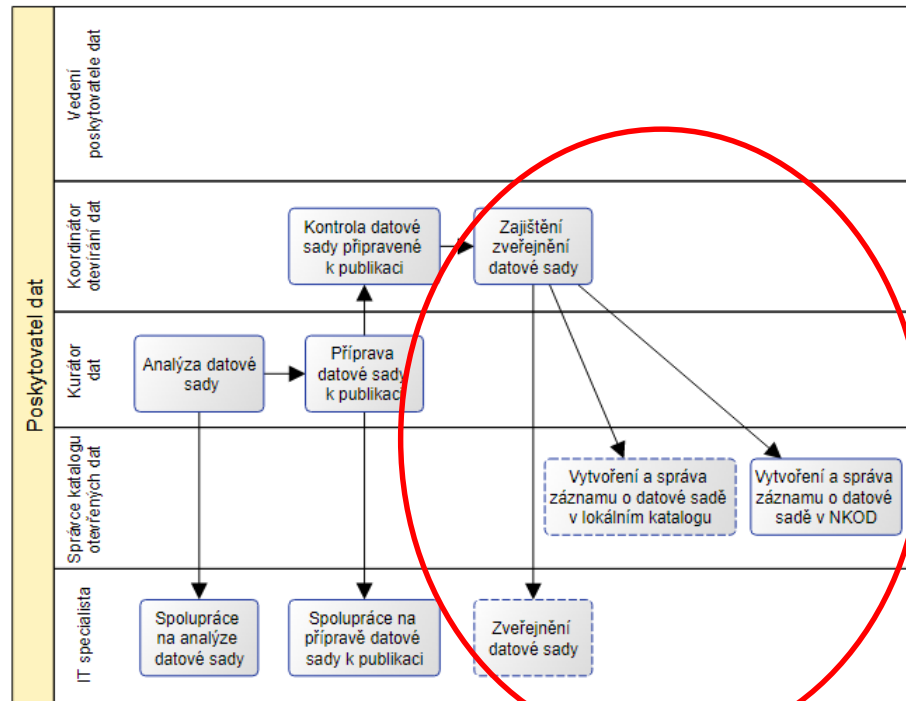 Poskytovatel dat
Vedení
poskytovatele dat
Koordinátor
otevírání dat
Kontrola datové
sady připravené
k publikaci
Zajištění
zveřejnění
datové sady
Kurátor
dat
Analýza datové
sady
Příprava
datové sady
k publikaci
Správce katalogu
otevřených dat
Vytvoření a správa
záznamu o datové sadě
v lokálním katalogu
Vytvoření a správa
záznamu o datové
sadě v NKOD
IT specialista
Spolupráce
na analýze
datové sady
Spolupráce na
přípravě datové
sady k publikaci
Zveřejnění
datové sady